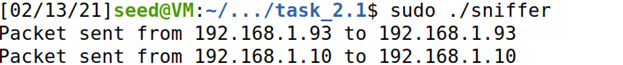 [02/13/21]seed@VM:~/.../task_2.1$ sudo ./sniffer
Packet sent from 192.168.1.93 to 192.168.1.93
Packet sent from 192.168.1.10 to 192.168.1.10